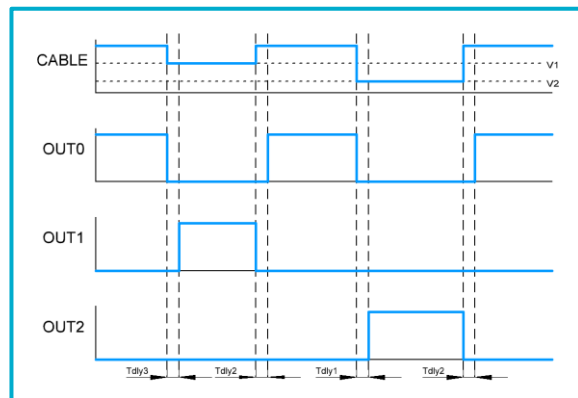 CABLE
V1
V2
OUT0
OUT1
OUT2
Tdly3 Tdly2 Tdly1 Tdly2